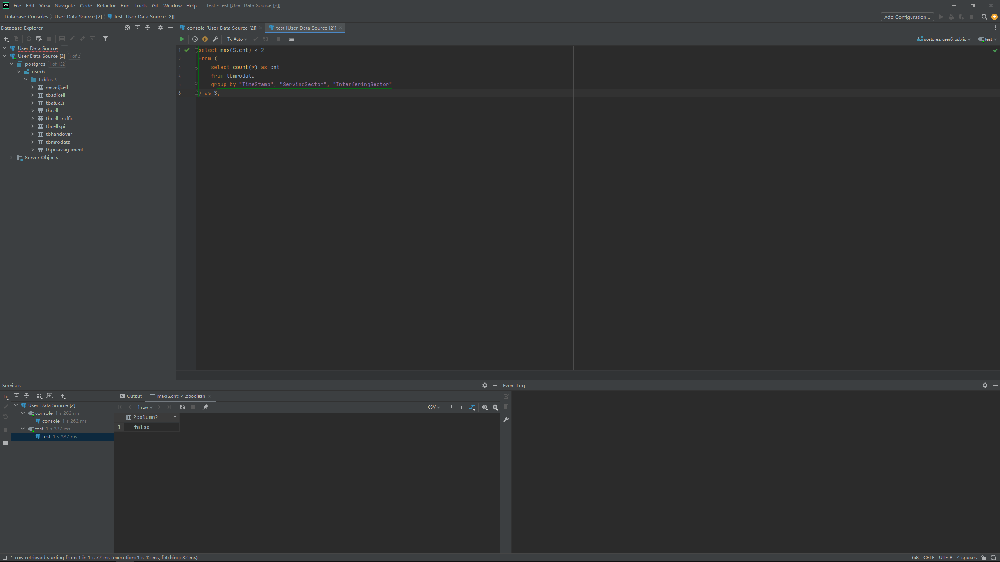 DG File Edit View Navigate Code Refactor Run Tools Git Window Help test - test [User Data Source [2]]
Database Consoles User Data Source [2] test [User Data Source [2]] Add Configuration...
Database Explorer console [User Data Source [2]] test [User Data Source [2]]
Tx: Auto postgres: user6, public test
User Data Source ...
User Data Source [2] 1 of 2
postgres 1 of 122
user6
tables 9
secadjcell
tbadjcell
tbatuc2i
tbcell
tbcell_traffic
tbcellkpi
tbhandover
tbmrodata
tbpciassignment
Server Objects
1 select max(S.cnt) < 2
2 from (
3 select count(*) as cnt
4 from tbmrodata
5 group by "TimeStamp", "ServingSector", "InterferingSector"
6 ) as S;
Services
Event Log
Tx
User Data Source [2]
console 1 s 262 ms
console 1 s 262 ms
test 1 s 337 ms
test 1 s 337 ms
Output max(S.cnt) < 2:boolean
1 row CSV
?column?
1 false
1 row retrieved starting from 1 in 1 s 77 ms (execution: 1 s 45 ms, fetching: 32 ms) 6:8 CRLF UTF-8 4 spaces